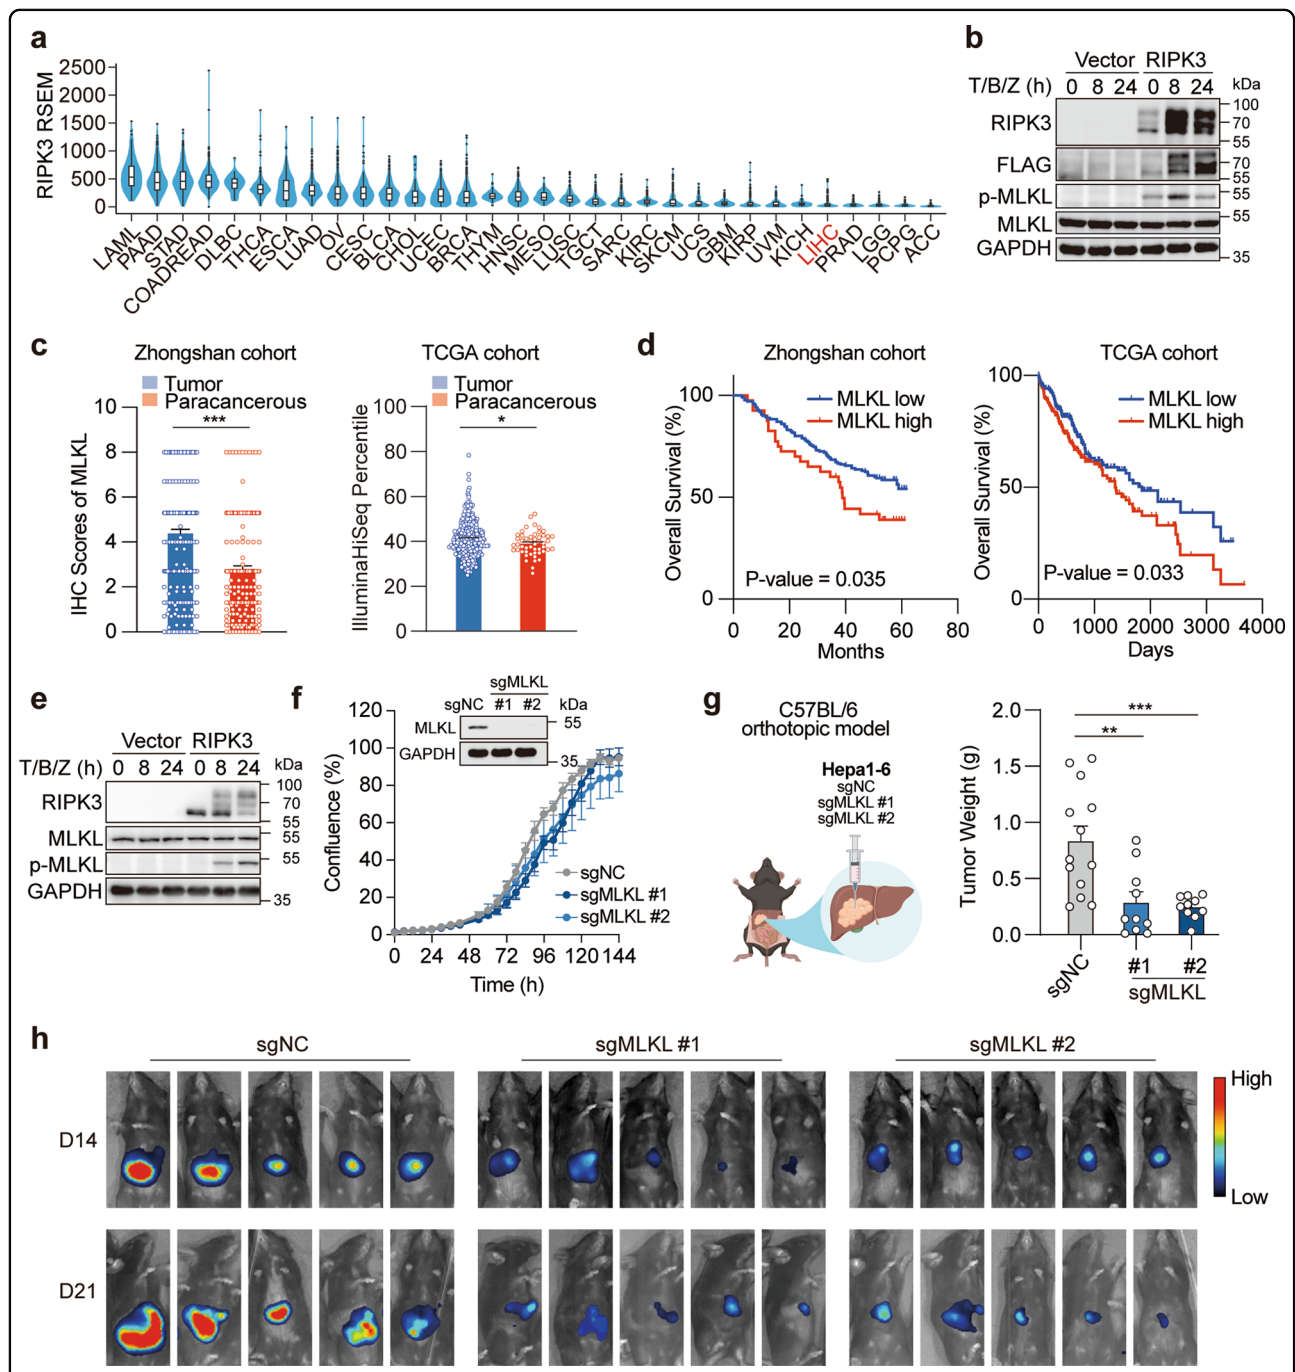 a
RIPK3 RSEM
2500
2000
1500
1000
500
0
LAML
PAAD
STAD
COADREAD
DLBC
THCA
ESCA
LUAD
OV
CESC
BLCA
CHOL
UCEC
BRCA
THYM
HNSC
MESO
LUSC
TGCT
SARC
KIRC
SKCM
UCS
GBM
KIRP
UVM
KICH
LIHC
PRAD
LGG
PCPG
ACC
b
Vector RIPK3
T/B/Z (h) 0 8 24 0 8 24 kDa
RIPK3
100
70
55
FLAG
70
55
p-MLKL
55
MLKL
55
GAPDH
35
c
Zhongshan cohort
Tumor
Paracancerous
***
IHC Scores of MLKL
10
8
6
4
2
0
TCGA cohort
Tumor
Paracancerous
*
IlluminaHiSeq Percentile
100
80
60
40
20
0
d
Zhongshan cohort
MLKL low
MLKL high
Overall Survival (%)
100
50
0
P-value = 0.035
0 20 40 60 80
Months
TCGA cohort
MLKL low
MLKL high
Overall Survival (%)
100
50
0
P-value = 0.033
0 1000 2000 3000 4000
Days
e
Vector RIPK3
T/B/Z (h) 0 8 24 0 8 24 kDa
RIPK3
100
70
55
MLKL
55
p-MLKL
55
GAPDH
35
f
sgMLKL
sgNC #1 #2 kDa
MLKL
55
GAPDH
35
Confluence (%)
120
100
80
60
40
20
0
sgNC
sgMLKL #1
sgMLKL #2
0 24 48 72 96 120 144
Time (h)
g
C57BL/6
orthotopic model
Hepa1-6
sgNC
sgMLKL #1
sgMLKL #2
Tumor Weight (g)
2.0
1.5
1.0
0.5
0.0
***
**
sgNC
#1 #2
sgMLKL
h
sgNC sgMLKL #1 sgMLKL #2
D14
High
Low
D21